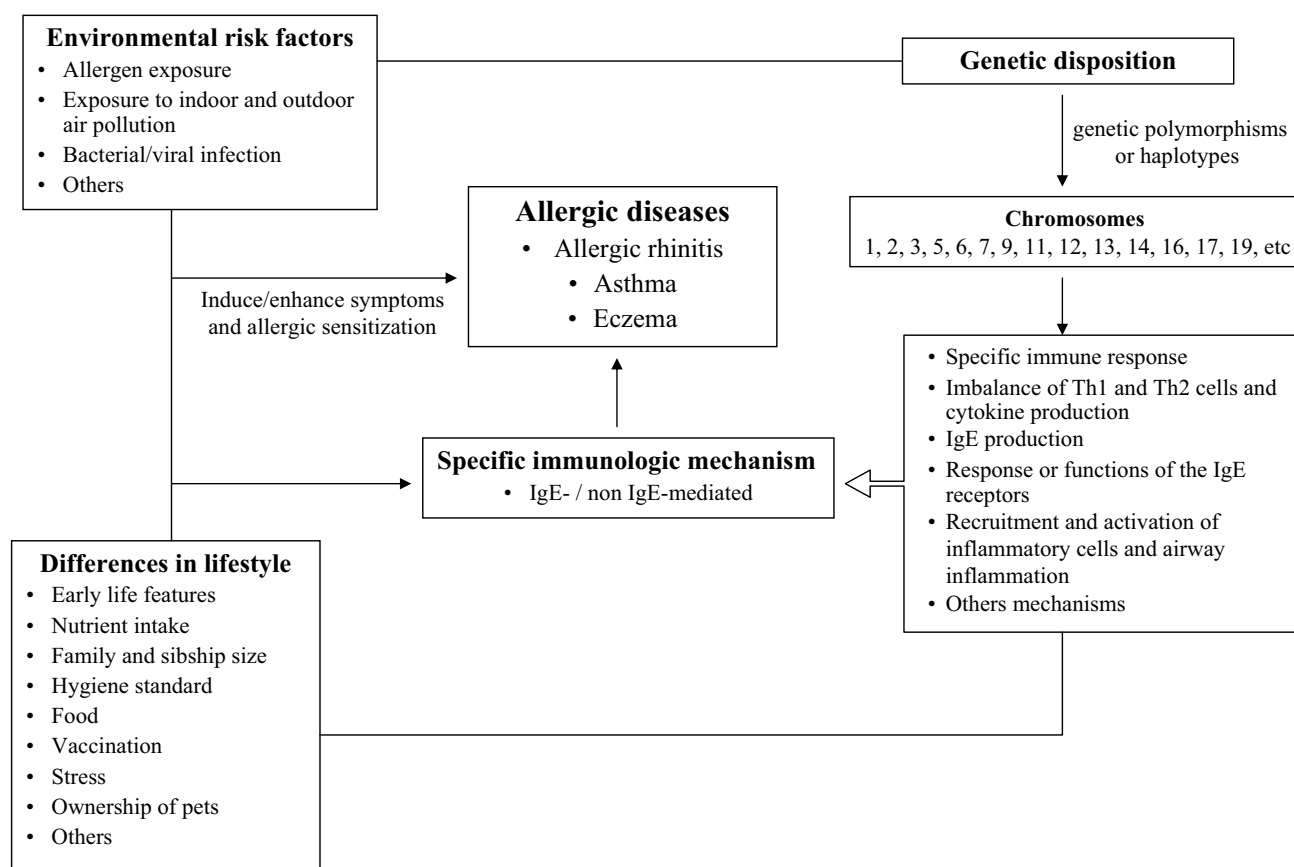 Environmental risk factors
• Allergen exposure
• Exposure to indoor and outdoor
air pollution
• Bacterial/viral infection
• Others
Genetic disposition
genetic polymorphisms
or haplotypes
Chromosomes
1, 2, 3, 5, 6, 7, 9, 11, 12, 13, 14, 16, 17, 19, etc
Allergic diseases
• Allergic rhinitis
• Asthma
• Eczema
Induce/enhance symptoms
and allergic sensitization
• Specific immune response
• Imbalance of Th1 and Th2 cells and
cytokine production
• IgE production
• Response or functions of the IgE
receptors
• Recruitment and activation of
inflammatory cells and airway
inflammation
• Others mechanisms
Specific immunologic mechanism
• IgE- / non IgE-mediated
Differences in lifestyle
• Early life features
• Nutrient intake
• Family and sibship size
• Hygiene standard
• Food
• Vaccination
• Stress
• Ownership of pets
• Others